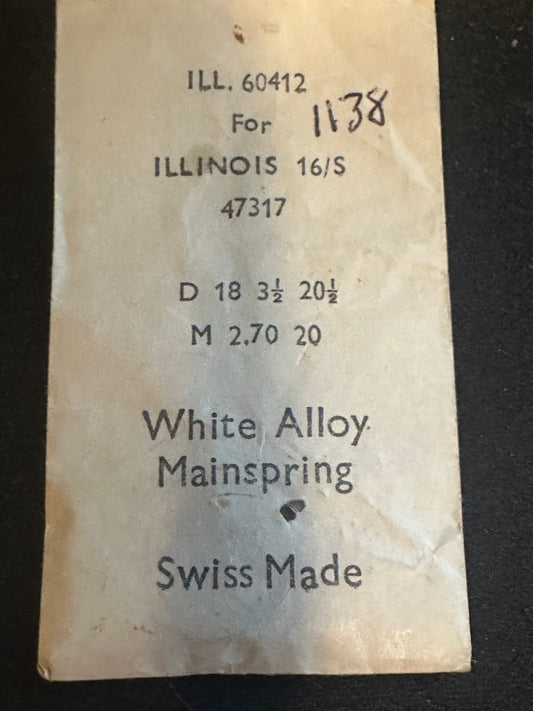 ILL. 60412
For 1138
ILLINOIS 16/S
47317
D 18 3½ 20½
M 2.70 20
White Alloy
Mainspring
Swiss Made